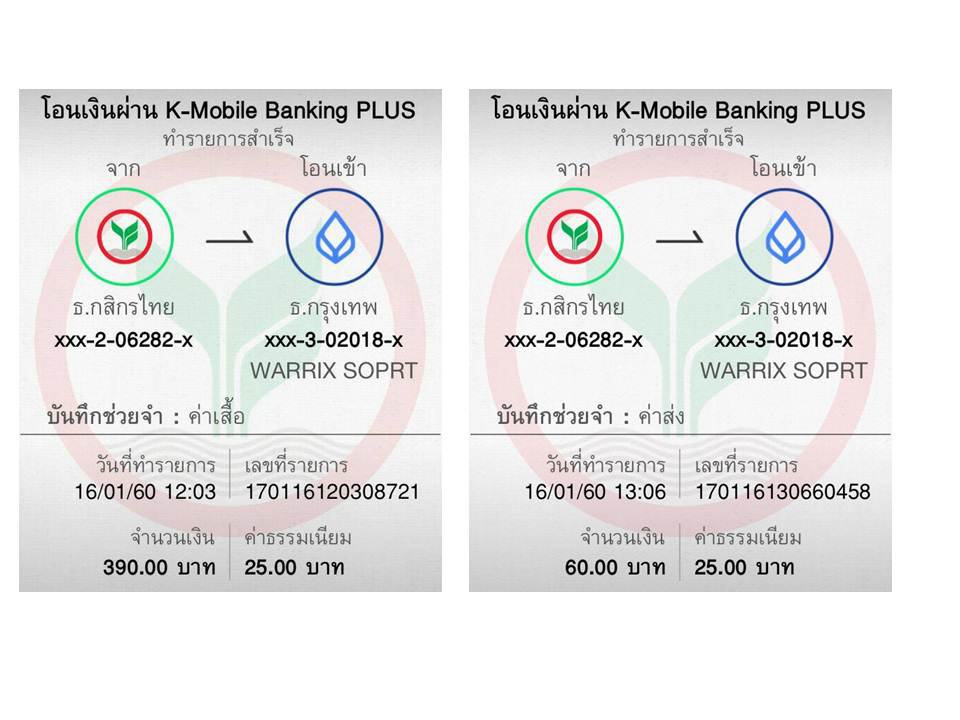 โอนเงินผ่าน K-Mobile Banking PLUS
ทำรายการสำเร็จ
จาก โอนเข้า
ธ.กสิกรไทย ธ.กรุงเทพ
xxx-2-06282-x xxx-3-02018-x
WARRIX SOPRT
บันทึกช่วยจำ : ค่าเสื้อ
วันที่ทำรายการ เลขที่รายการ
16/01/60 12:03 170116120308721
จำนวนเงิน ค่าธรรมเนียม
390.00 บาท 25.00 บาท
โอนเงินผ่าน K-Mobile Banking PLUS
ทำรายการสำเร็จ
จาก โอนเข้า
ธ.กสิกรไทย ธ.กรุงเทพ
xxx-2-06282-x xxx-3-02018-x
WARRIX SOPRT
บันทึกช่วยจำ : ค่าส่ง
วันที่ทำรายการ เลขที่รายการ
16/01/60 13:06 170116130660458
จำนวนเงิน ค่าธรรมเนียม
60.00 บาท 25.00 บาท